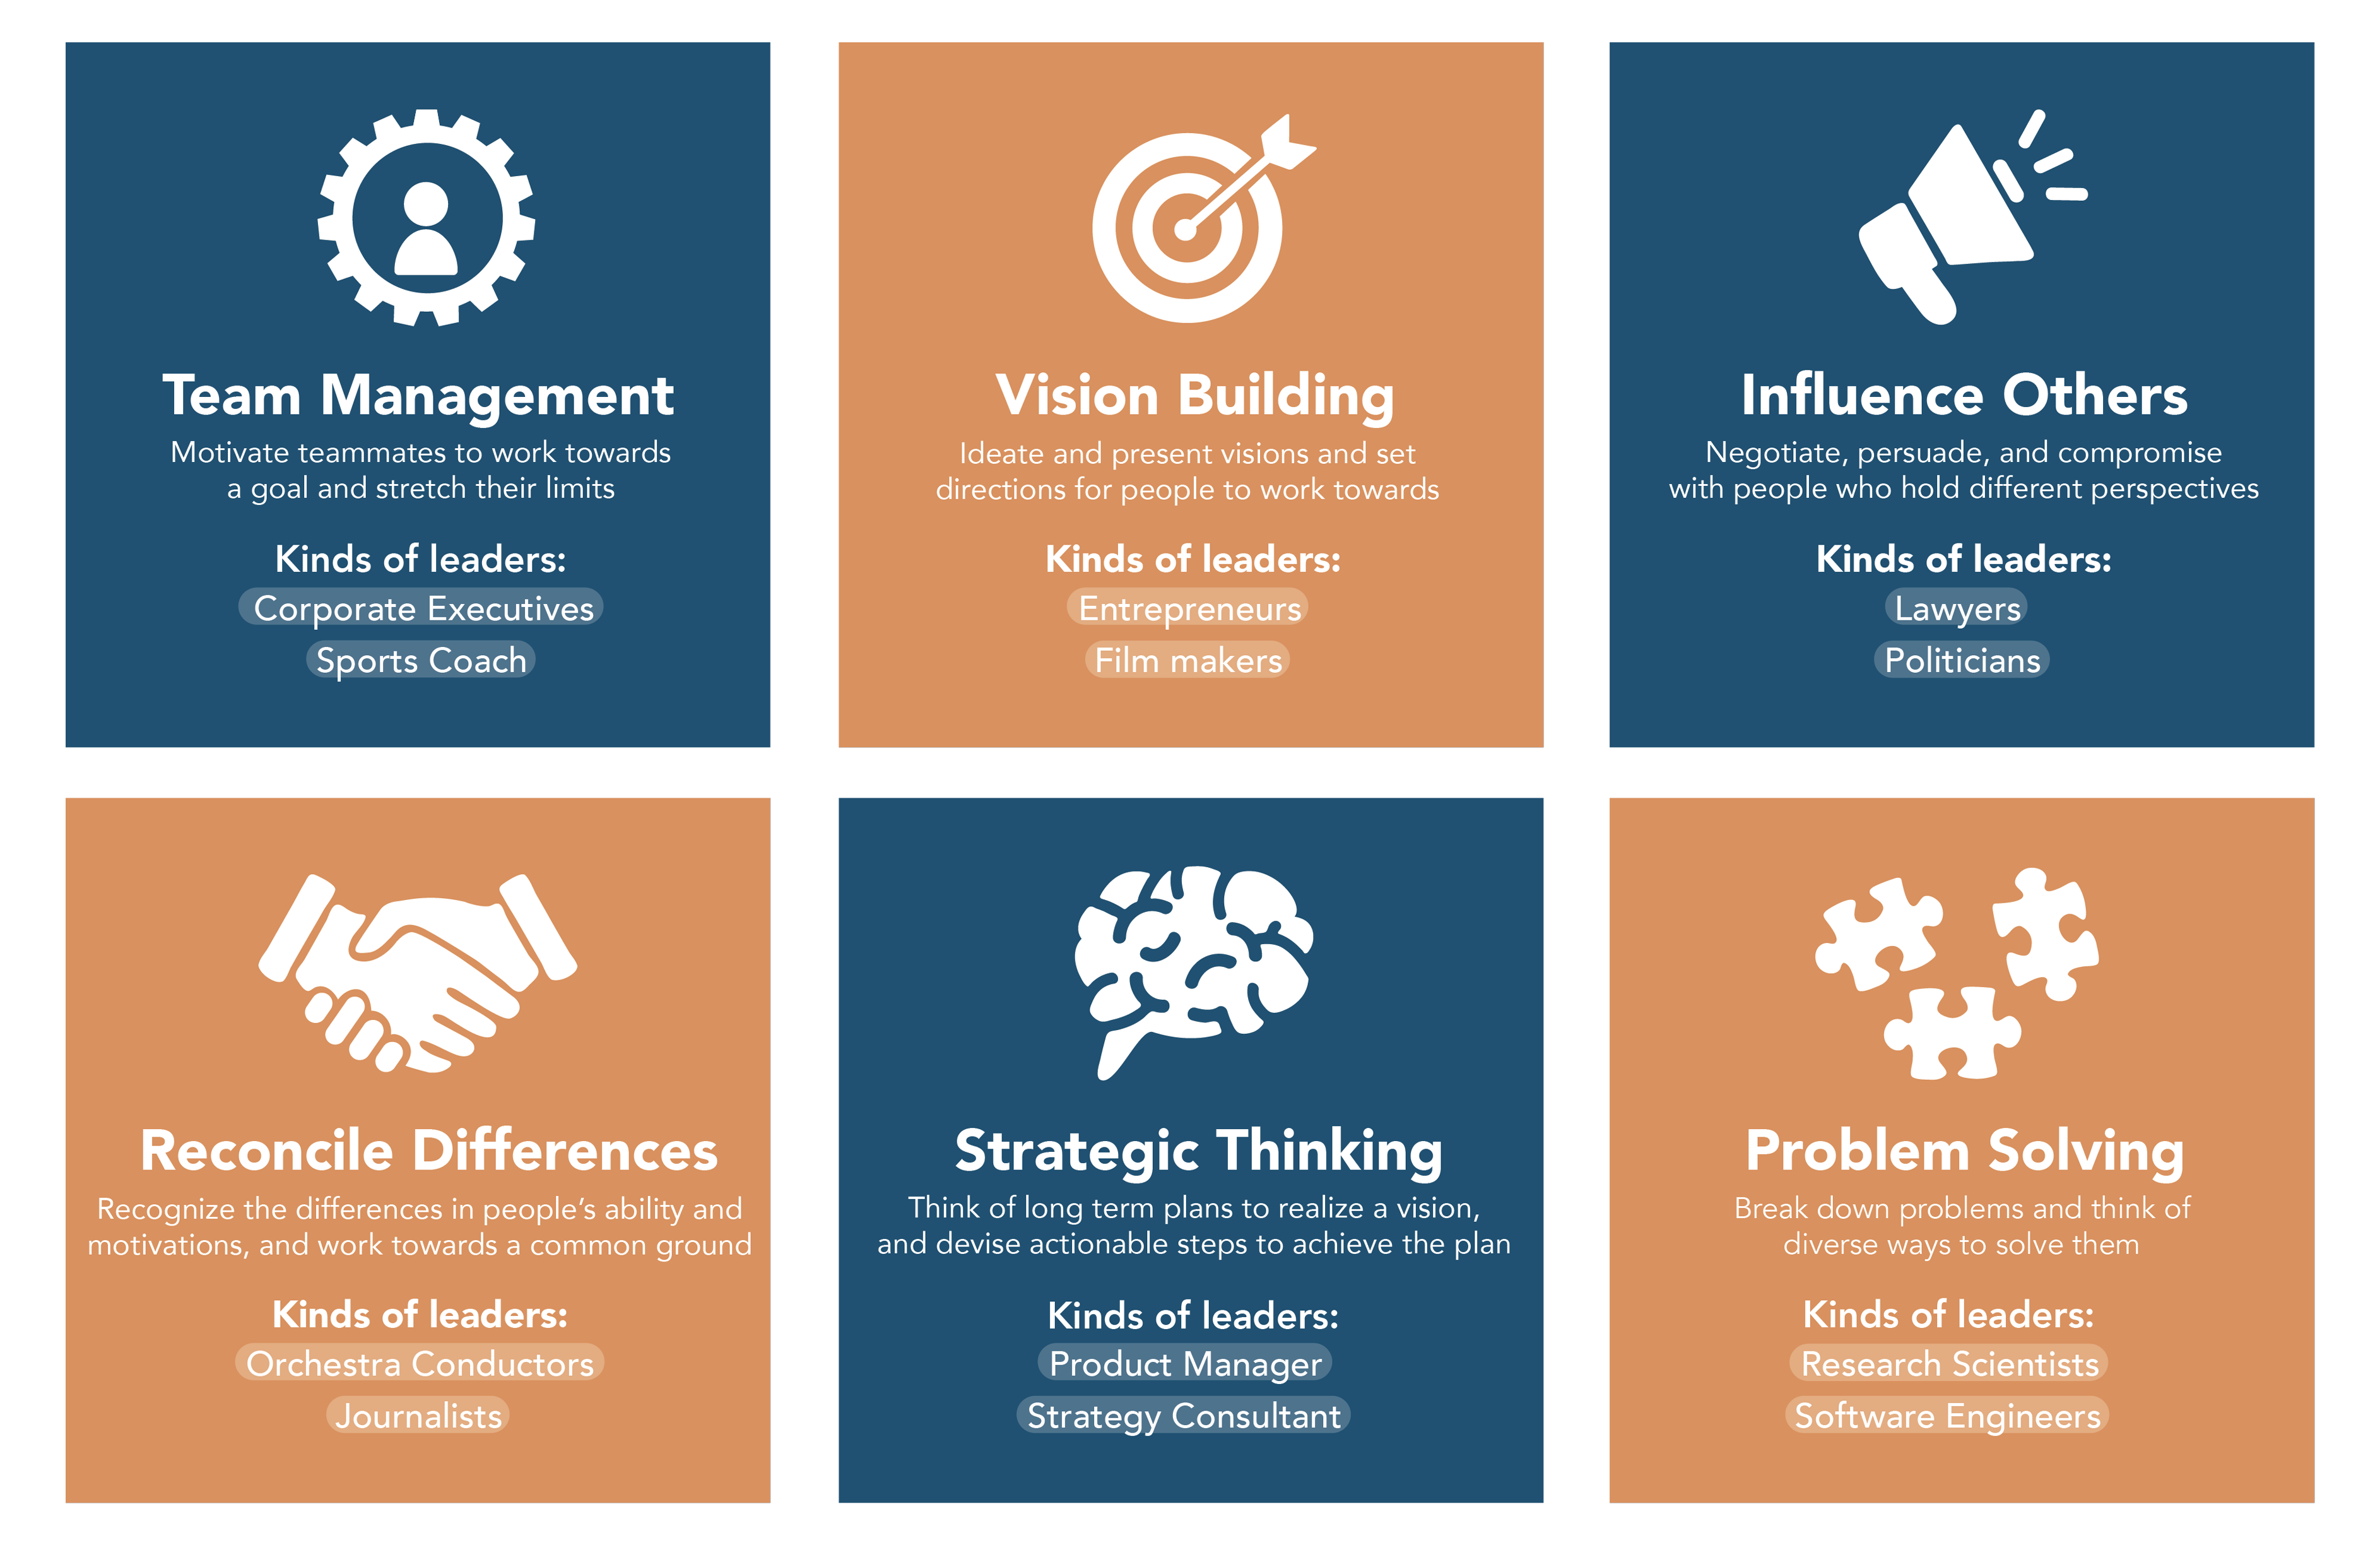 Team Management
Motivate teammates to work towards
a goal and stretch their limits
Kinds of leaders:
Corporate Executives
Sports Coach
Vision Building
Ideate and present visions and set
directions for people to work towards
Kinds of leaders:
Entrepreneurs
Film makers
Influence Others
Negotiate, persuade, and compromise
with people who hold different perspectives
Kinds of leaders:
Lawyers
Politicians
Reconcile Differences
Recognize the differences in people’s ability and
motivations, and work towards a common ground
Kinds of leaders:
Orchestra Conductors
Journalists
Strategic Thinking
Think of long term plans to realize a vision,
and devise actionable steps to achieve the plan
Kinds of leaders:
Product Manager
Strategy Consultant
Problem Solving
Break down problems and think of
diverse ways to solve them
Kinds of leaders:
Research Scientists
Software Engineers